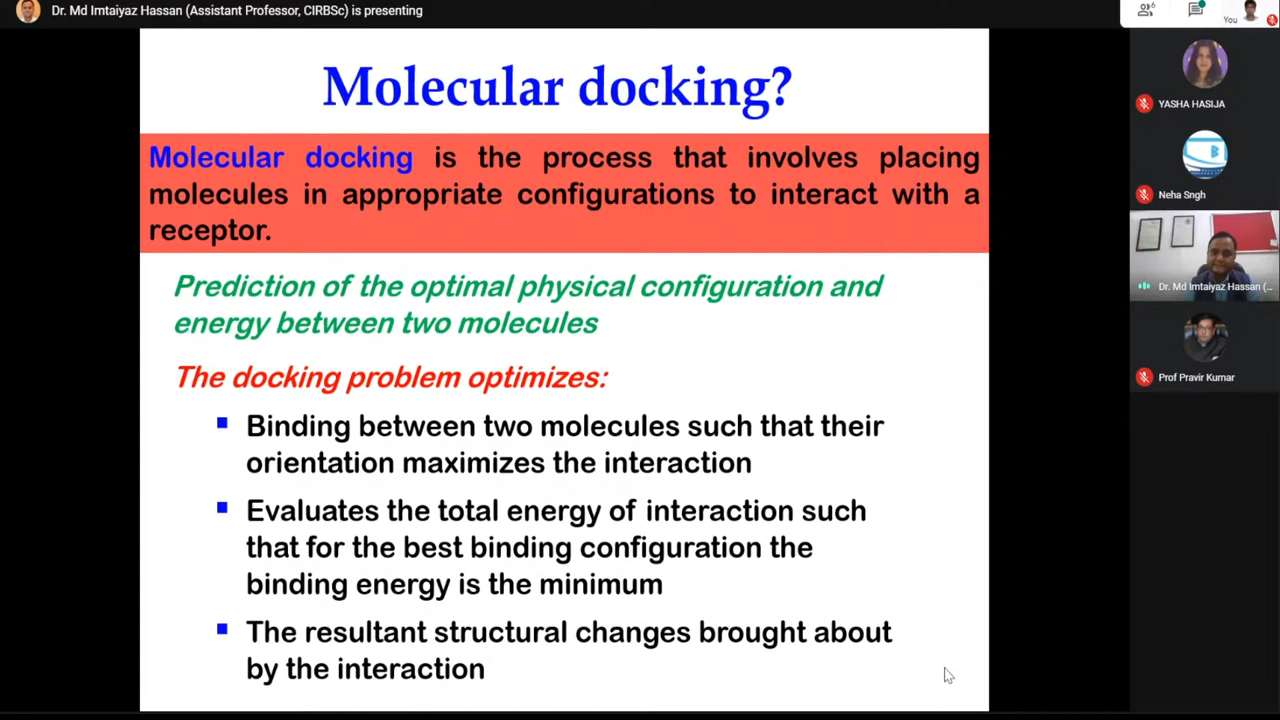 Dr. Md Imtaiyaz Hassan (Assistant Professor, CIRBSc) is presenting
6
You
Molecular docking?
Molecular docking is the process that involves placing
molecules in appropriate configurations to interact with a
receptor.
Prediction of the optimal physical configuration and
energy between two molecules
The docking problem optimizes:
Binding between two molecules such that their
orientation maximizes the interaction
Evaluates the total energy of interaction such
that for the best binding configuration the
binding energy is the minimum
The resultant structural changes brought about
by the interaction
YASHA HASIJA
Neha Sngh
Dr. Md Imtaiyaz Hassan (...
Prof Pravir Kumar